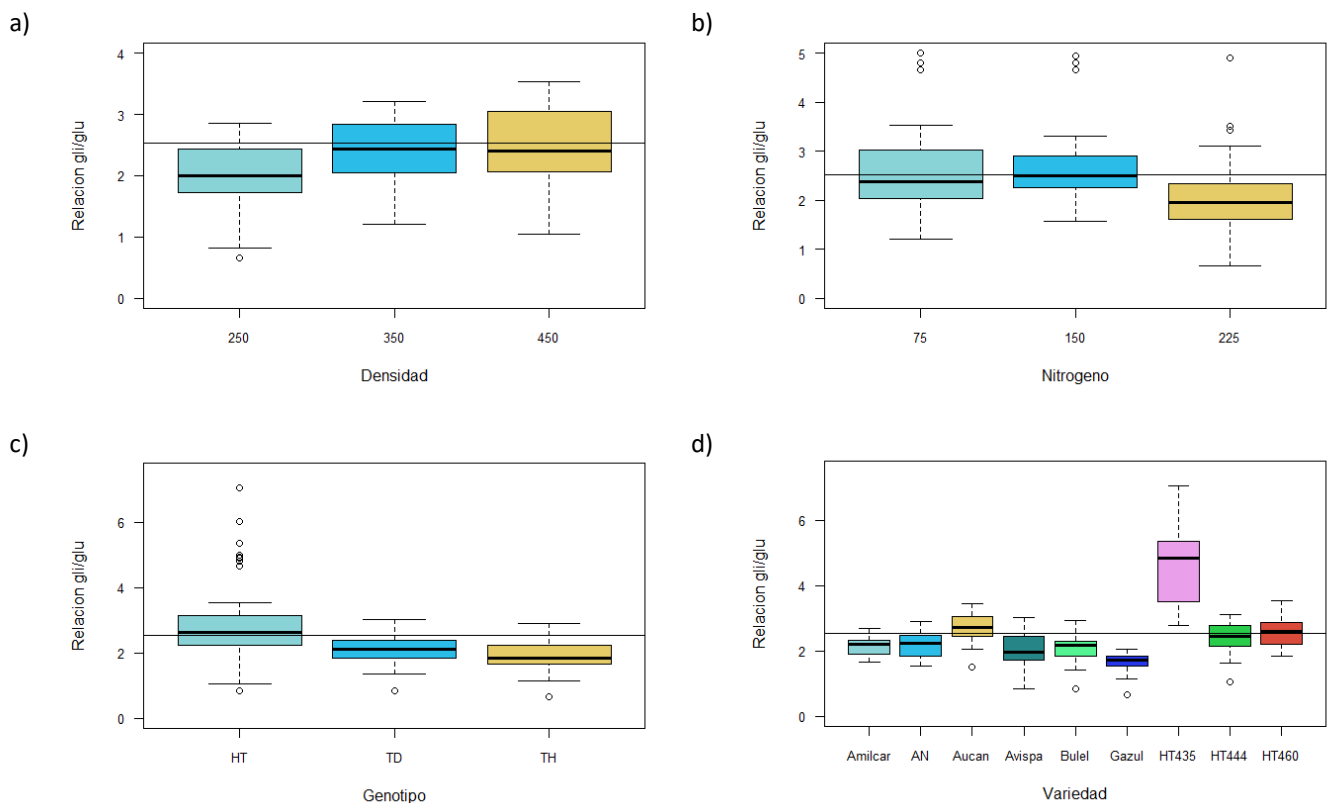 a)
Relacion gli/glu
4
3
2
1
0
250 350 450
Densidad
b)
Relacion gli/glu
5
4
3
2
1
0
75 150 225
Nitrogeno
c)
Relacion gli/glu
6
4
2
0
HT TD TH
Genotipo
d)
Relacion gli/glu
6
4
2
0
Amilcar AN Aucan Avispa Bulel Gazul HT435 HT444 HT460
Variedad